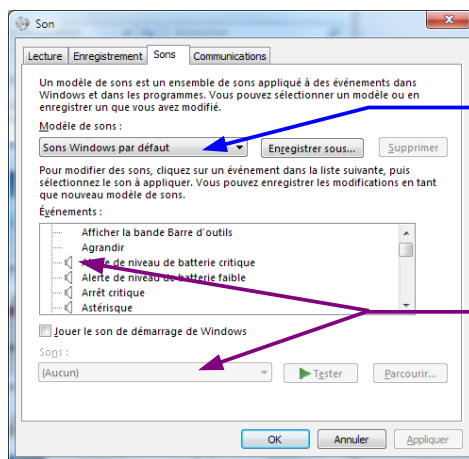 Son
Lecture Enregistrement Sons Communications
Un modèle de sons est un ensemble de sons appliqué à des événements dans
Windows et dans les programmes. Vous pouvez sélectionner un modèle ou en
enregistrer un que vous avez modifié.
Modèle de sons :
Sons Windows par défaut Enregistrer sous... Supprimer
Pour modifier des sons, cliquez sur un événement dans la liste suivante, puis
sélectionnez le son à appliquer. Vous pouvez enregistrer les modifications en tant
que nouveau modèle de sons.
Événements :
Afficher la bande Barre d'outils
Agrandir
Alerte de niveau de batterie critique
Alerte de niveau de batterie faible
Arrêt critique
Astérisque
Jouer le son de démarrage de Windows
Sons :
(Aucun) Tester Parcourir...
OK Annuler Appliquer